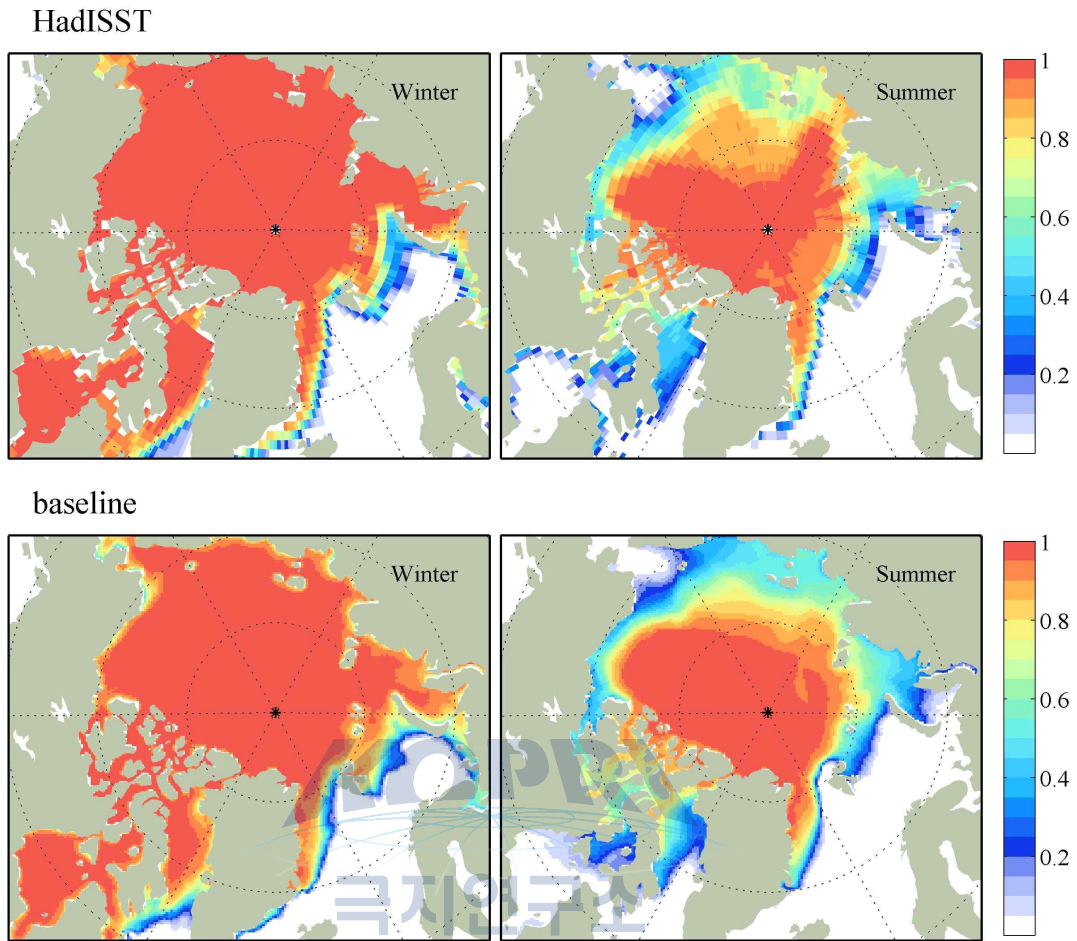 HadISST
Winter
Summer
1
0.8
0.6
0.4
0.2
baseline
Winter
Summer
1
0.8
0.6
0.4
0.2
KOPRI
극지연구소